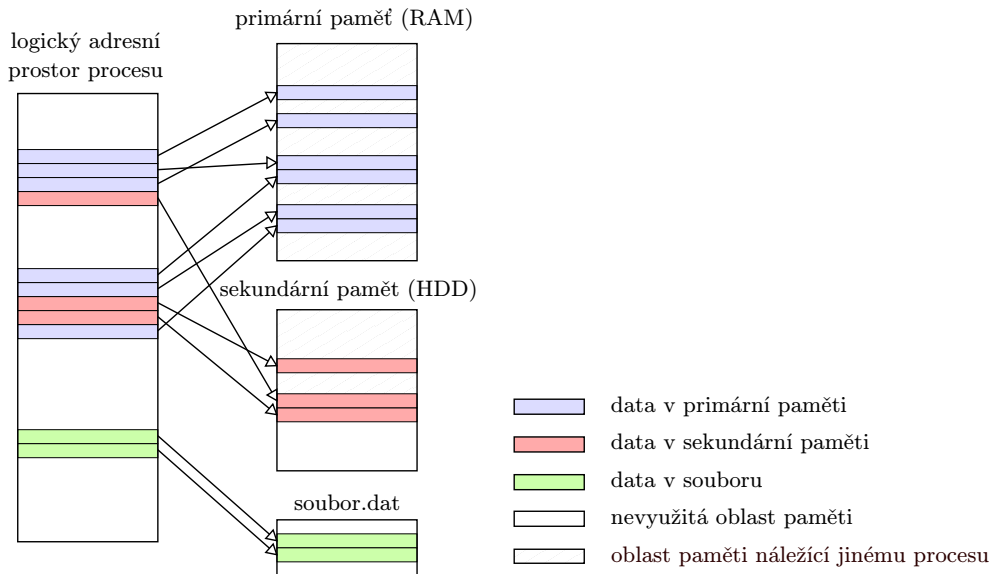 primární paměť (RAM)
logický adresní
prostor procesu
sekundární pamět (HDD)
soubor.dat
data v primární paměti
data v sekundární paměti
data v souboru
nevyužitá oblast paměti
oblast paměti náležící jinému procesu